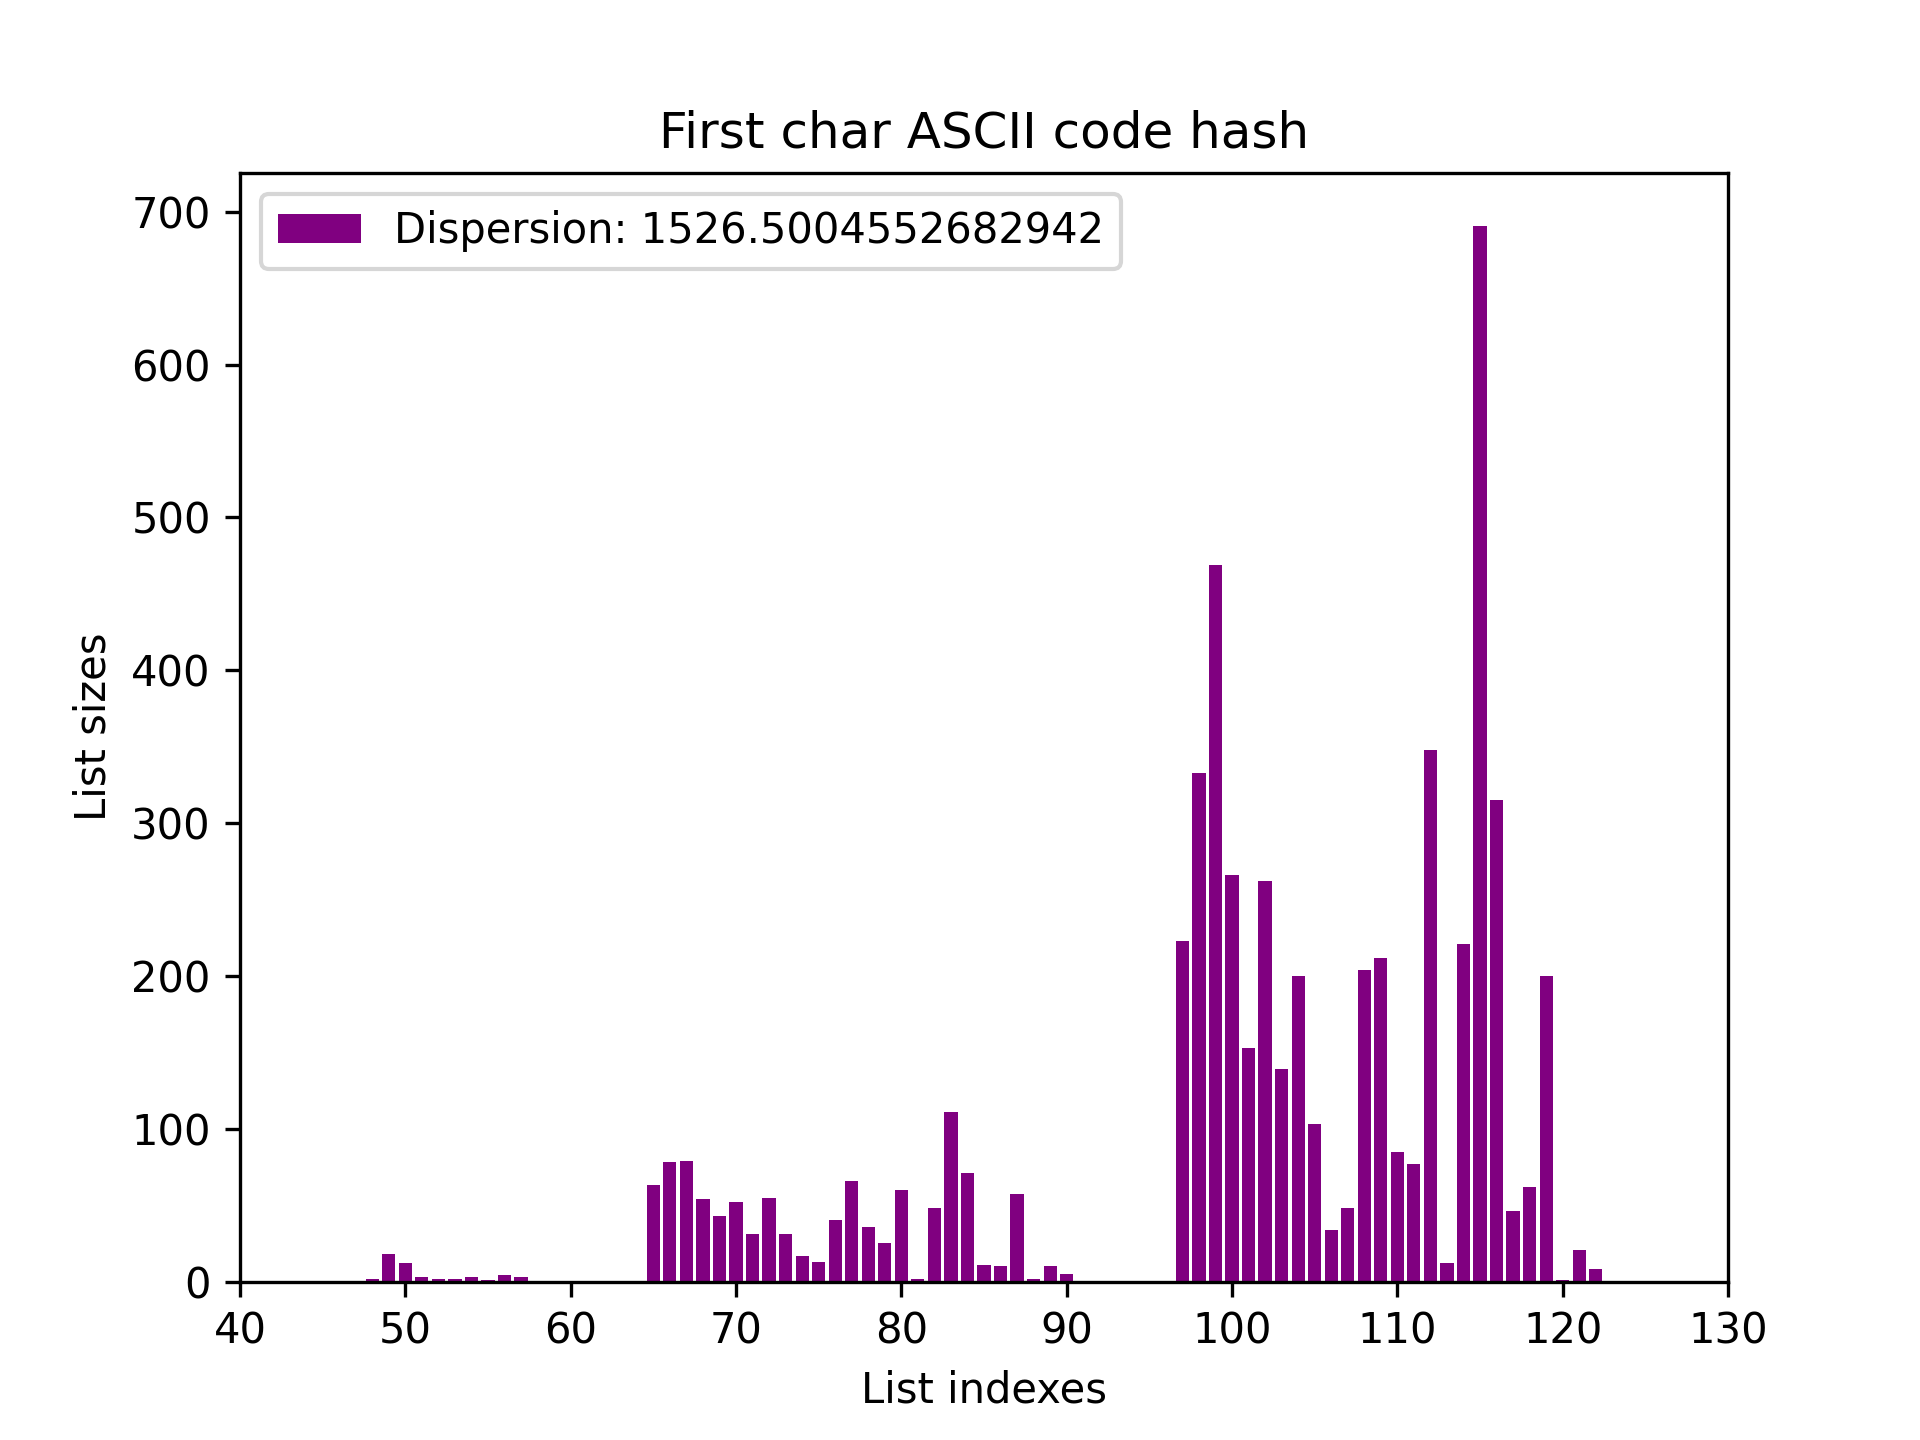 First char ASCII code hash
Dispersion: 1526.5004552682942
700
600
500
400
300
200
100
0
List sizes
40 50 60 70 80 90 100 110 120 130
List indexes